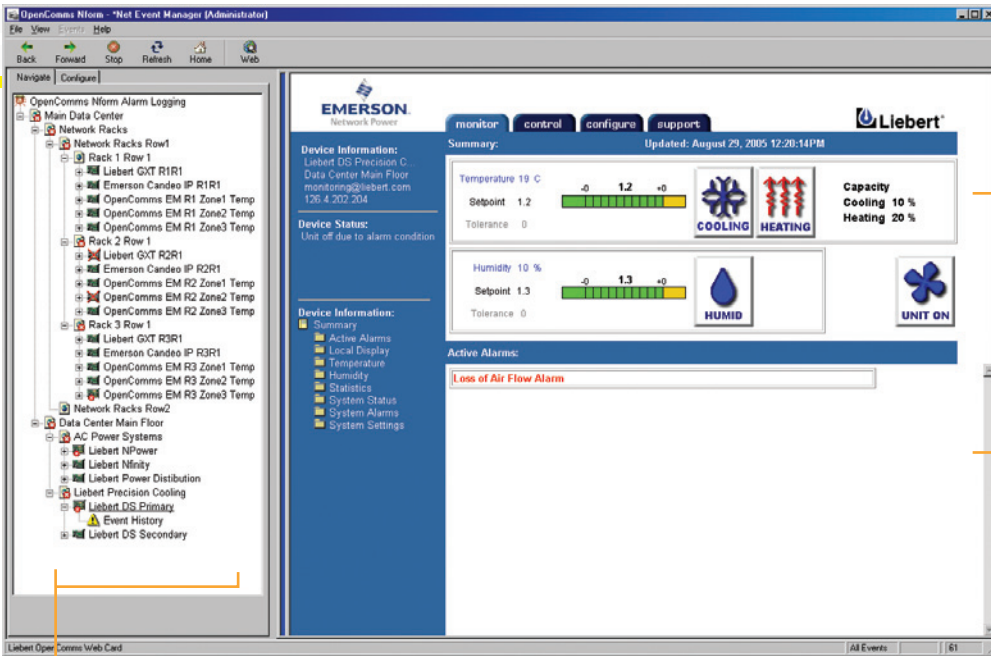 OpenComms Nform - *Net Event Manager (Administrator)
File View Events Help
Back Forward Stop Refresh Home Web
Navigate Configure
OpenComms Nform Alarm Logging
Main Data Center
Network Racks
Network Racks Row1
Rack 1 Row 1
Liebert GXT R1R1
Emerson Candeo IP R1R1
OpenComms EM R1 Zone1 Temp
OpenComms EM R1 Zone2 Temp
OpenComms EM R1 Zone3 Temp
Rack 2 Row 1
Liebert GXT R2R1
Emerson Candeo IP R2R1
OpenComms EM R2 Zone1 Temp
OpenComms EM R2 Zone2 Temp
OpenComms EM R2 Zone3 Temp
Rack 3 Row 1
Liebert GXT R3R1
Emerson Candeo IP R3R1
OpenComms EM R3 Zone1 Temp
OpenComms EM R3 Zone2 Temp
OpenComms EM R3 Zone3 Temp
Network Racks Row2
Data Center Main Floor
AC Power Systems
Liebert NPower
Liebert Nfinity
Liebert Power Distibution
Liebert Precision Cooling
Liebert DS Primary
Event History
Liebert DS Secondary
EMERSON
Network Power
monitor control configure support
Liebert
Device Information:
Liebert DS Precision C...
Data Center Main Floor
monitoring@liebert.com
126.4.202.204
Device Status:
Unit off due to alarm condition
Device Information:
Summary
Active Alarms
Local Display
Temperature
Humidity
Statistics
System Status
System Alarms
System Settings
Summary: Updated: August 29, 2005 12:20:14PM
Temperature 19 C
Setpoint 1.2
Tolerance 0
-0 1.2 +0
COOLING HEATING
Capacity
Cooling 10 %
Heating 20 %
Humidity 10 %
Setpoint 1.3
Tolerance 0
-0 1.3 +0
HUMID
UNIT ON
Active Alarms:
Loss of Air Flow Alarm
Liebert OpenComms Web Card All Events 61